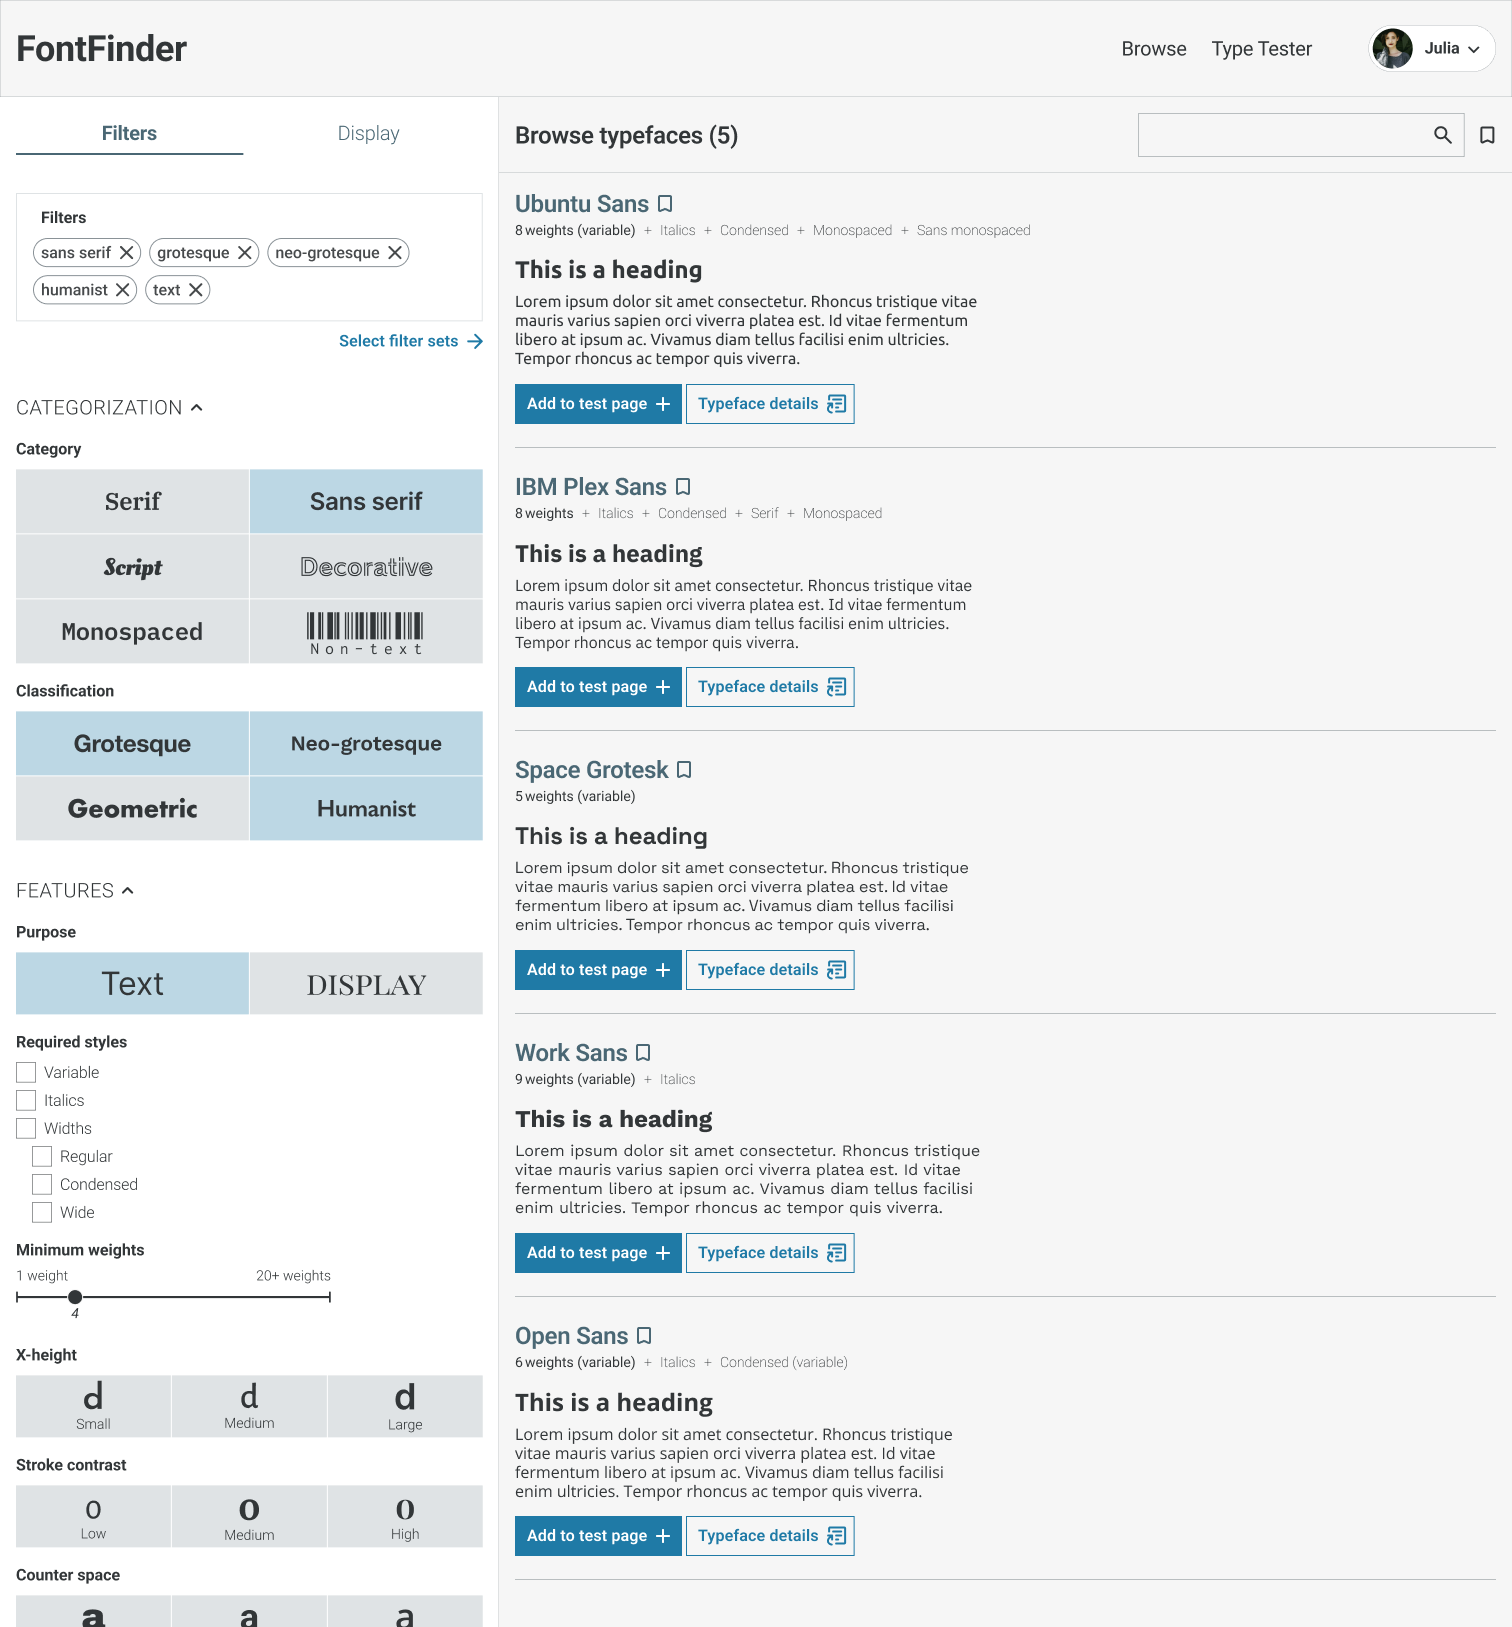 FontFinder
Browse
Type Tester
Julia
Filters
Display
Filters
sans serif
grotesque
neo-grotesque
humanist
text
Select filter sets
CATEGORIZATION
Category
Serif
Sans serif
Script
Decorative
Monospaced
Non-text
Classification
Grotesque
Neo-grotesque
Geometric
Humanist
FEATURES
Purpose
Text
DISPLAY
Required styles
Variable
Italics
Widths
Regular
Condensed
Wide
Minimum weights
1 weight
20+ weights
4
X-height
d
Small
d
Medium
d
Large
Stroke contrast
o
Low
o
Medium
o
High
Counter space
a
a
a
Browse typefaces (5)
Ubuntu Sans
8 weights (variable) + Italics + Condensed + Monospaced + Sans monospaced
This is a heading
Lorem ipsum dolor sit amet consectetur. Rhoncus tristique vitae
mauris varius sapien orci viverra platea est. Id vitae fermentum
libero at ipsum ac. Vivamus diam tellus facilisi enim ultricies.
Tempor rhoncus ac tempor quis viverra.
Add to test page
Typeface details
IBM Plex Sans
8 weights + Italics + Condensed + Serif + Monospaced
This is a heading
Lorem ipsum dolor sit amet consectetur. Rhoncus tristique vitae
mauris varius sapien orci viverra platea est. Id vitae fermentum
libero at ipsum ac. Vivamus diam tellus facilisi enim ultricies.
Tempor rhoncus ac tempor quis viverra.
Add to test page
Typeface details
Space Grotesk
5 weights (variable)
This is a heading
Lorem ipsum dolor sit amet consectetur. Rhoncus tristique
vitae mauris varius sapien orci viverra platea est. Id vitae
fermentum libero at ipsum ac. Vivamus diam tellus facilisi
enim ultricies. Tempor rhoncus ac tempor quis viverra.
Add to test page
Typeface details
Work Sans
9 weights (variable) + Italics
This is a heading
Lorem ipsum dolor sit amet consectetur. Rhoncus tristique
vitae mauris varius sapien orci viverra platea est. Id vitae
fermentum libero at ipsum ac. Vivamus diam tellus facilisi
enim ultricies. Tempor rhoncus ac tempor quis viverra.
Add to test page
Typeface details
Open Sans
6 weights (variable) + Italics + Condensed (variable)
This is a heading
Lorem ipsum dolor sit amet consectetur. Rhoncus tristique
vitae mauris varius sapien orci viverra platea est. Id vitae
fermentum libero at ipsum ac. Vivamus diam tellus facilisi
enim ultricies. Tempor rhoncus ac tempor quis viverra.
Add to test page
Typeface details